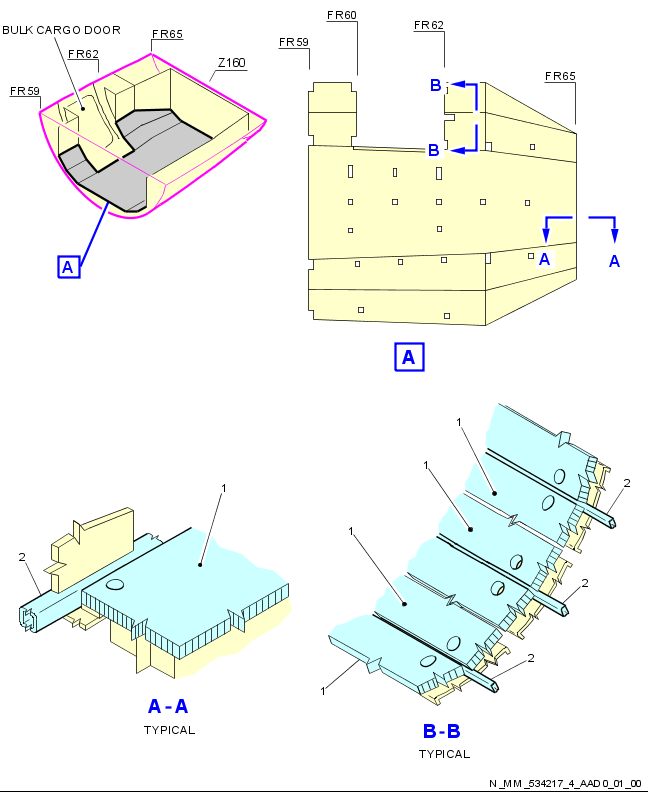 BULK CARGO DOOR
FR65
FR62
Z160
FR59
A
FR60
FR62
FR59
FR65
B
B
A
A
A
1
1
1
1
1
2
2
2
2
A-A
TYPICAL
B-B
TYPICAL
N_MM_534217_4_AAD0_01_00